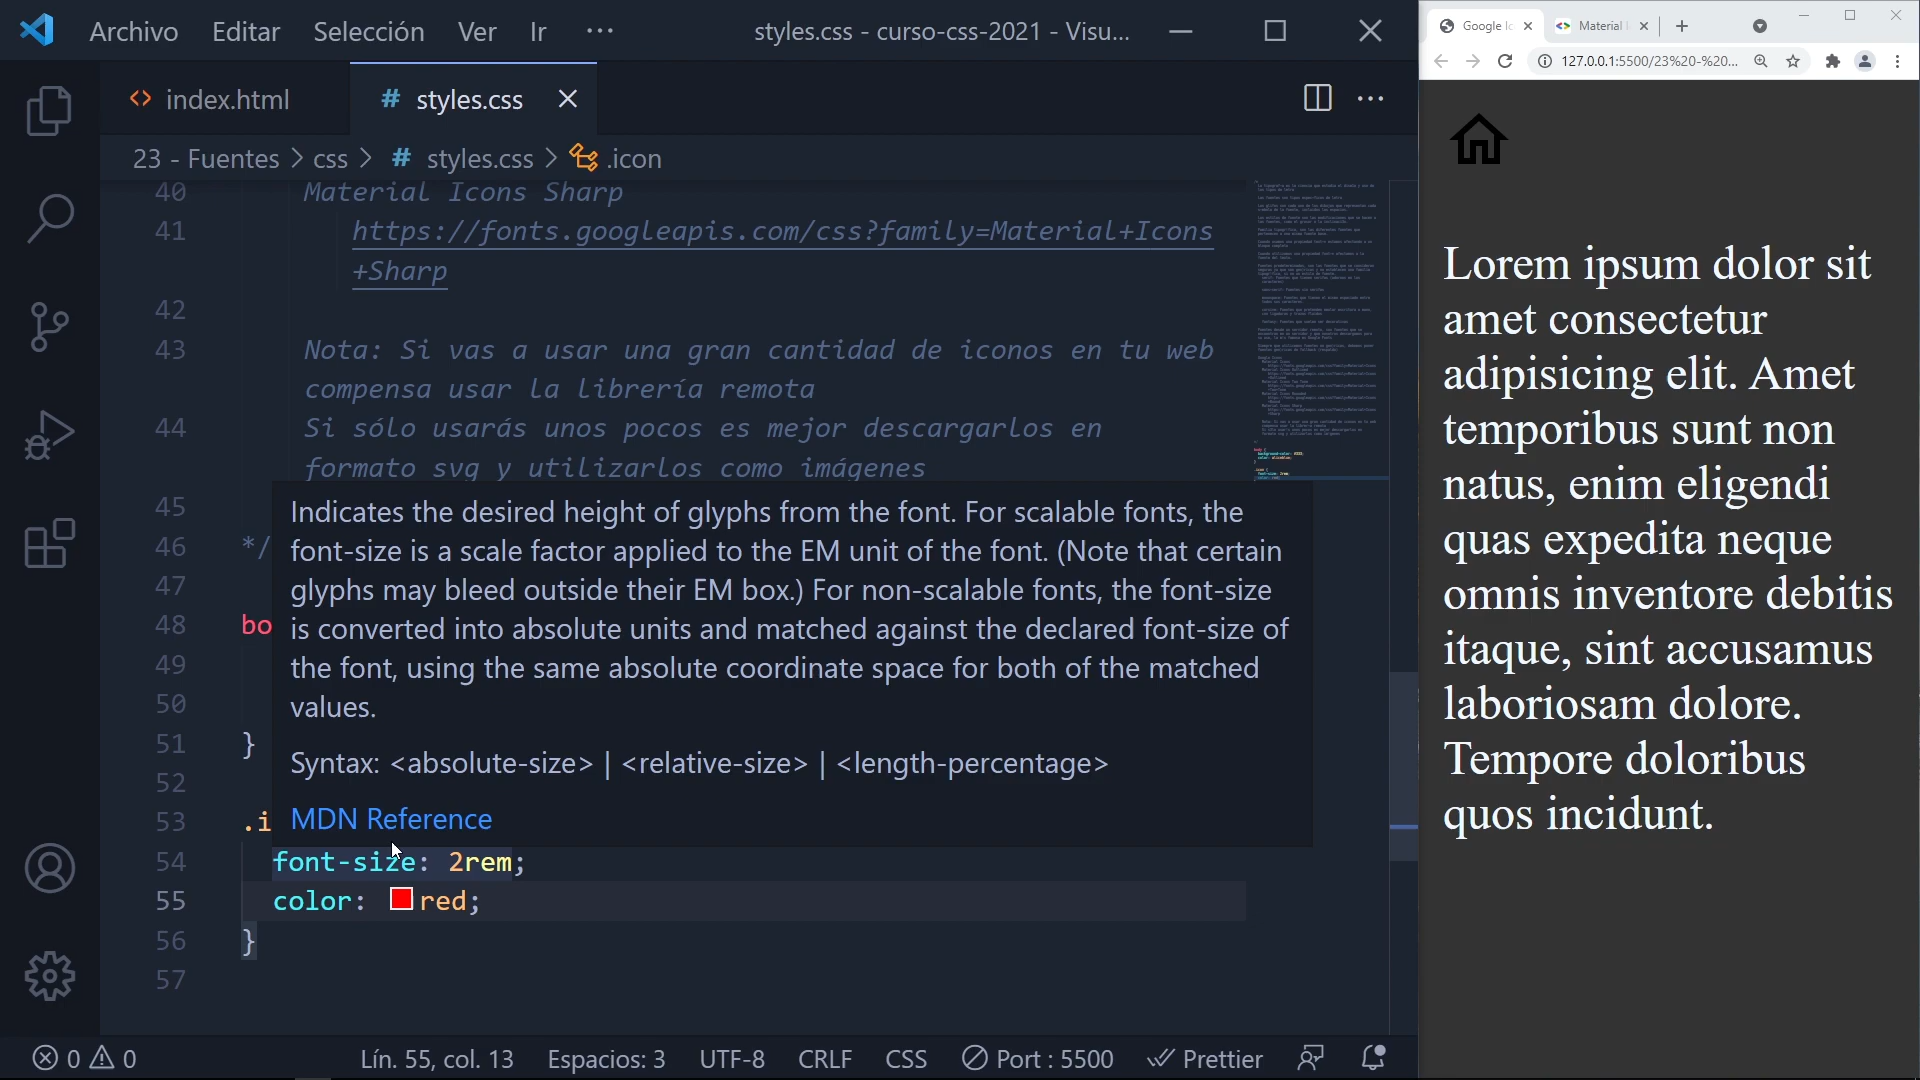 Archivo Editar Selección Ver Ir ··· styles.css - curso-css-2021 - Visu...
index.html # styles.css
23 - Fuentes > css > # styles.css > .icon
40 Material Icons Sharp
41 https://fonts.googleapis.com/css?family=Material+Icons
+Sharp
42
43 Nota: Si vas a usar una gran cantidad de iconos en tu web
compensa usar la librería remota
44 Si sólo usarás unos pocos es mejor descargarlos en
formato svg y utilizarlos como imágenes
45
46 */
47
48 bo
49
50
51 }
52
53 .i
Indicates the desired height of glyphs from the font. For scalable fonts, the
font-size is a scale factor applied to the EM unit of the font. (Note that certain
glyphs may bleed outside their EM box.) For non-scalable fonts, the font-size
is converted into absolute units and matched against the declared font-size of
the font, using the same absolute coordinate space for both of the matched
values.
Syntax: <absolute-size> | <relative-size> | <length-percentage>
MDN Reference
54 font-size: 2rem;
55 color: red;
56 }
57
0 0 Lín. 55, col. 13 Espacios: 3 UTF-8 CRLF CSS Port : 5500 Prettier
Google Ic Material
127.0.0.1:5500/23%20-%20...
Lorem ipsum dolor sit
amet consectetur
adipisicing elit. Amet
temporibus sunt non
natus, enim eligendi
quas expedita neque
omnis inventore debitis
itaque, sint accusamus
laboriosam dolore.
Tempore doloribus
quos incidunt.